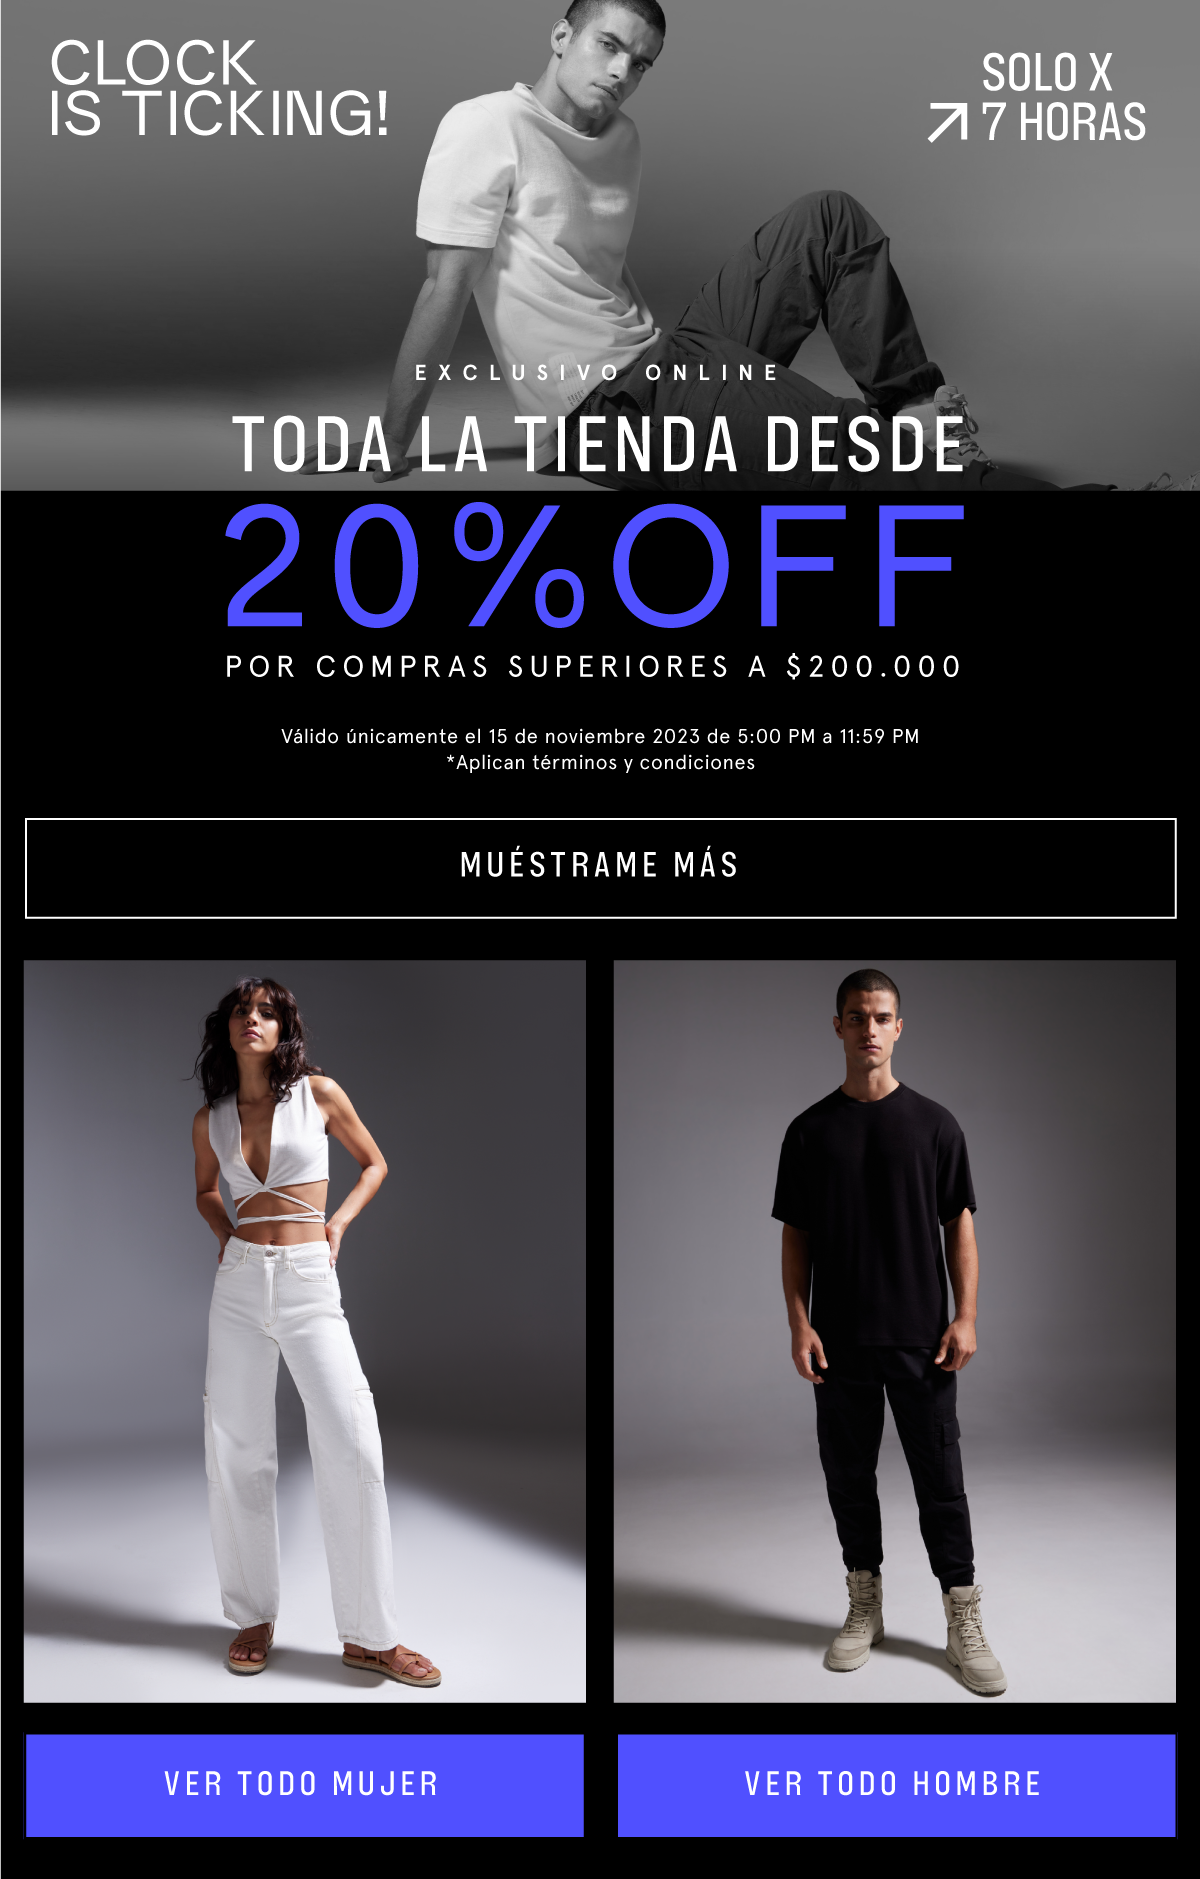 CLOCK
IS TICKING!
SOLO X
7 HORAS
EXCLUSIVO ONLINE
TODA LA TIENDA DESDE
20%OFF
POR COMPRAS SUPERIORES A $200.000
Válido únicamente el 15 de noviembre 2023 de 5:00 PM a 11:59 PM
*Aplican términos y condiciones
MUÉSTRAME MÁS
VER TODO MUJER
VER TODO HOMBRE